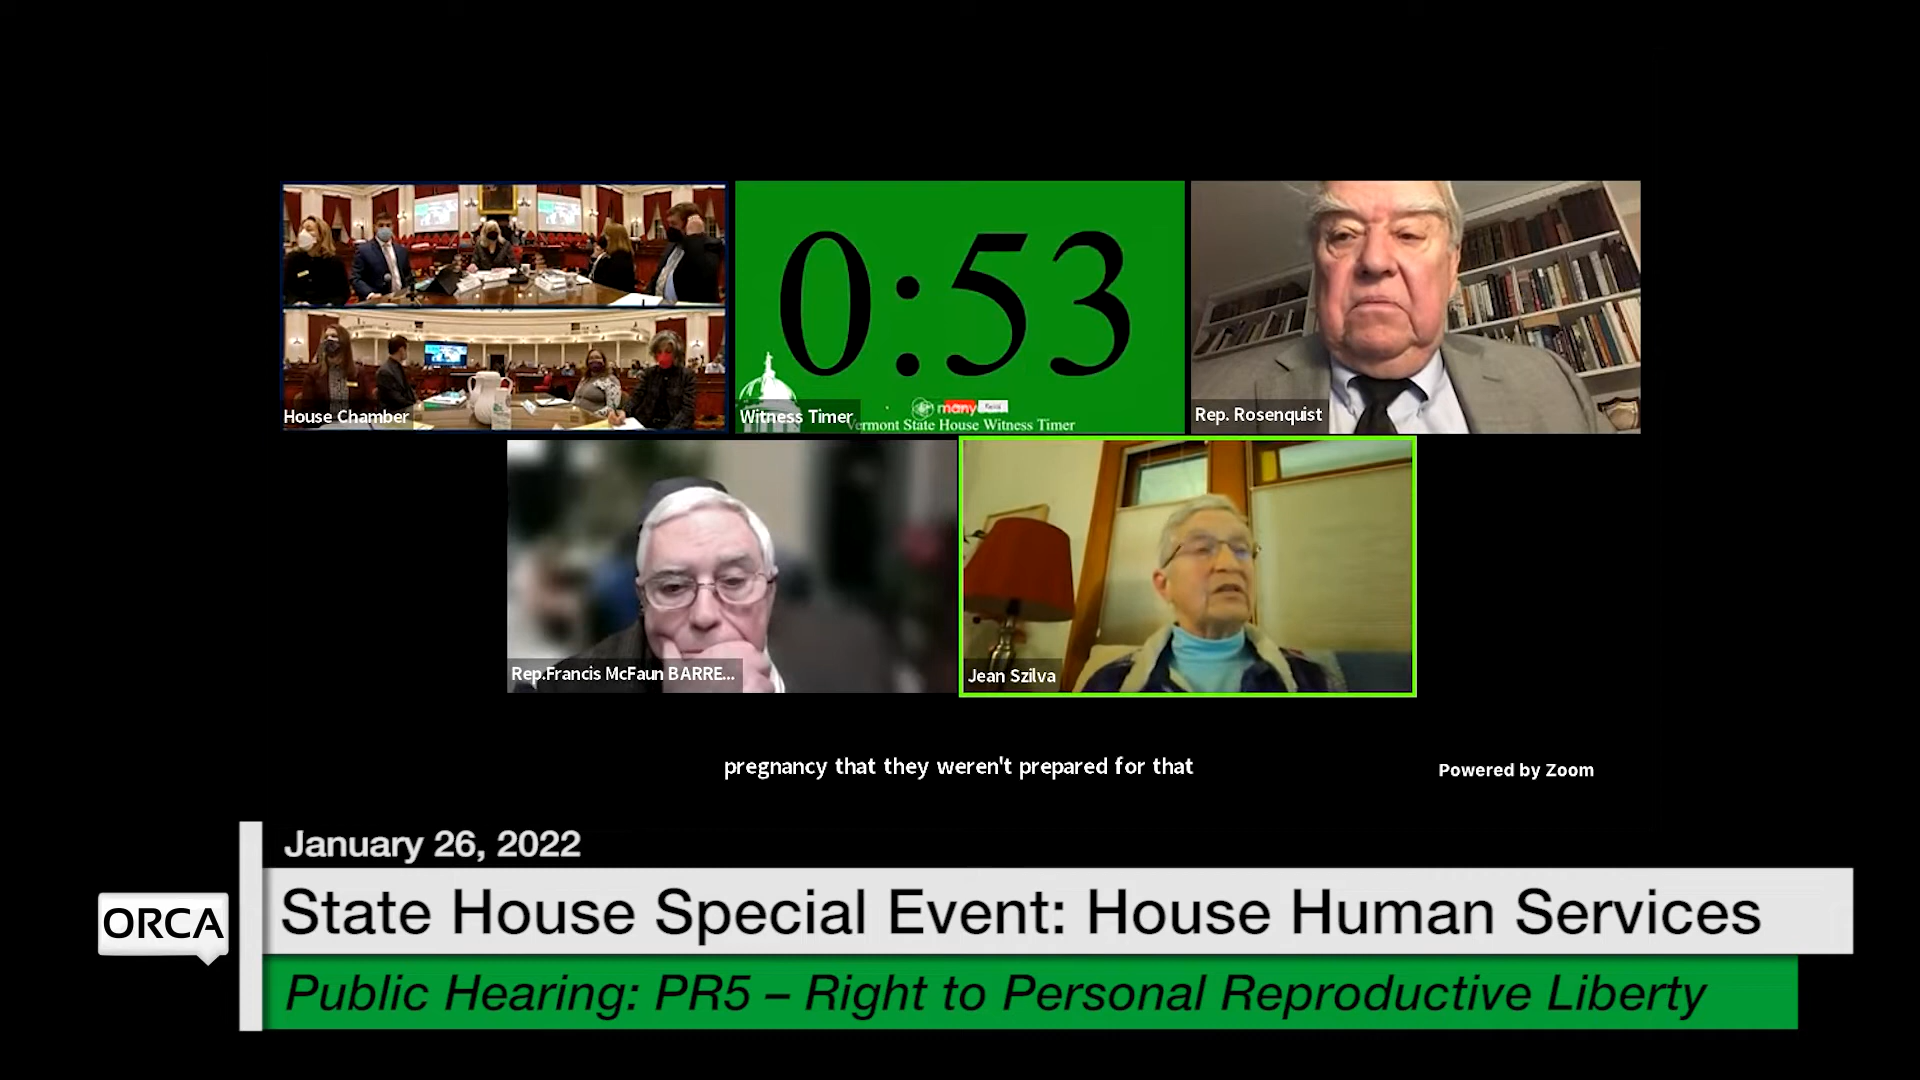 0:53
many
Vermont State House Witness Timer
House Chamber
Witness Timer
Rep. Rosenquist
Rep.Francis McFaun BARRE...
Jean Szilva
pregnancy that they weren't prepared for that
Powered by Zoom
January 26, 2022
ORCA
State House Special Event: House Human Services
Public Hearing: PR5 – Right to Personal Reproductive Liberty